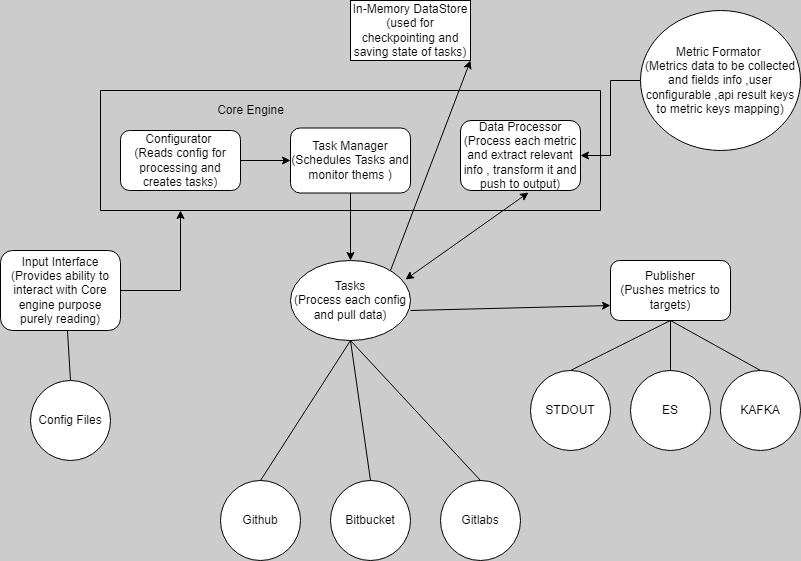 In-Memory DataStore
(used for
checkpointing and
saving state of tasks)
Metric Formator
(Metrics data to be collected
and fields info ,user
configurable ,api result keys
to metric keys mapping)
Core Engine
Configurator
(Reads config for
processing and
creates tasks)
Task Manager
(Schedules Tasks and
monitor thems )
Data Processor
(Process each metric
and extract relevant
info , transform it and
push to output)
Input Interface
(Provides ability to
interact with Core
engine purpose
purely reading)
Tasks
(Process each config
and pull data)
Publisher
(Pushes metrics to
targets)
Config Files
STDOUT
ES
KAFKA
Github
Bitbucket
Gitlabs